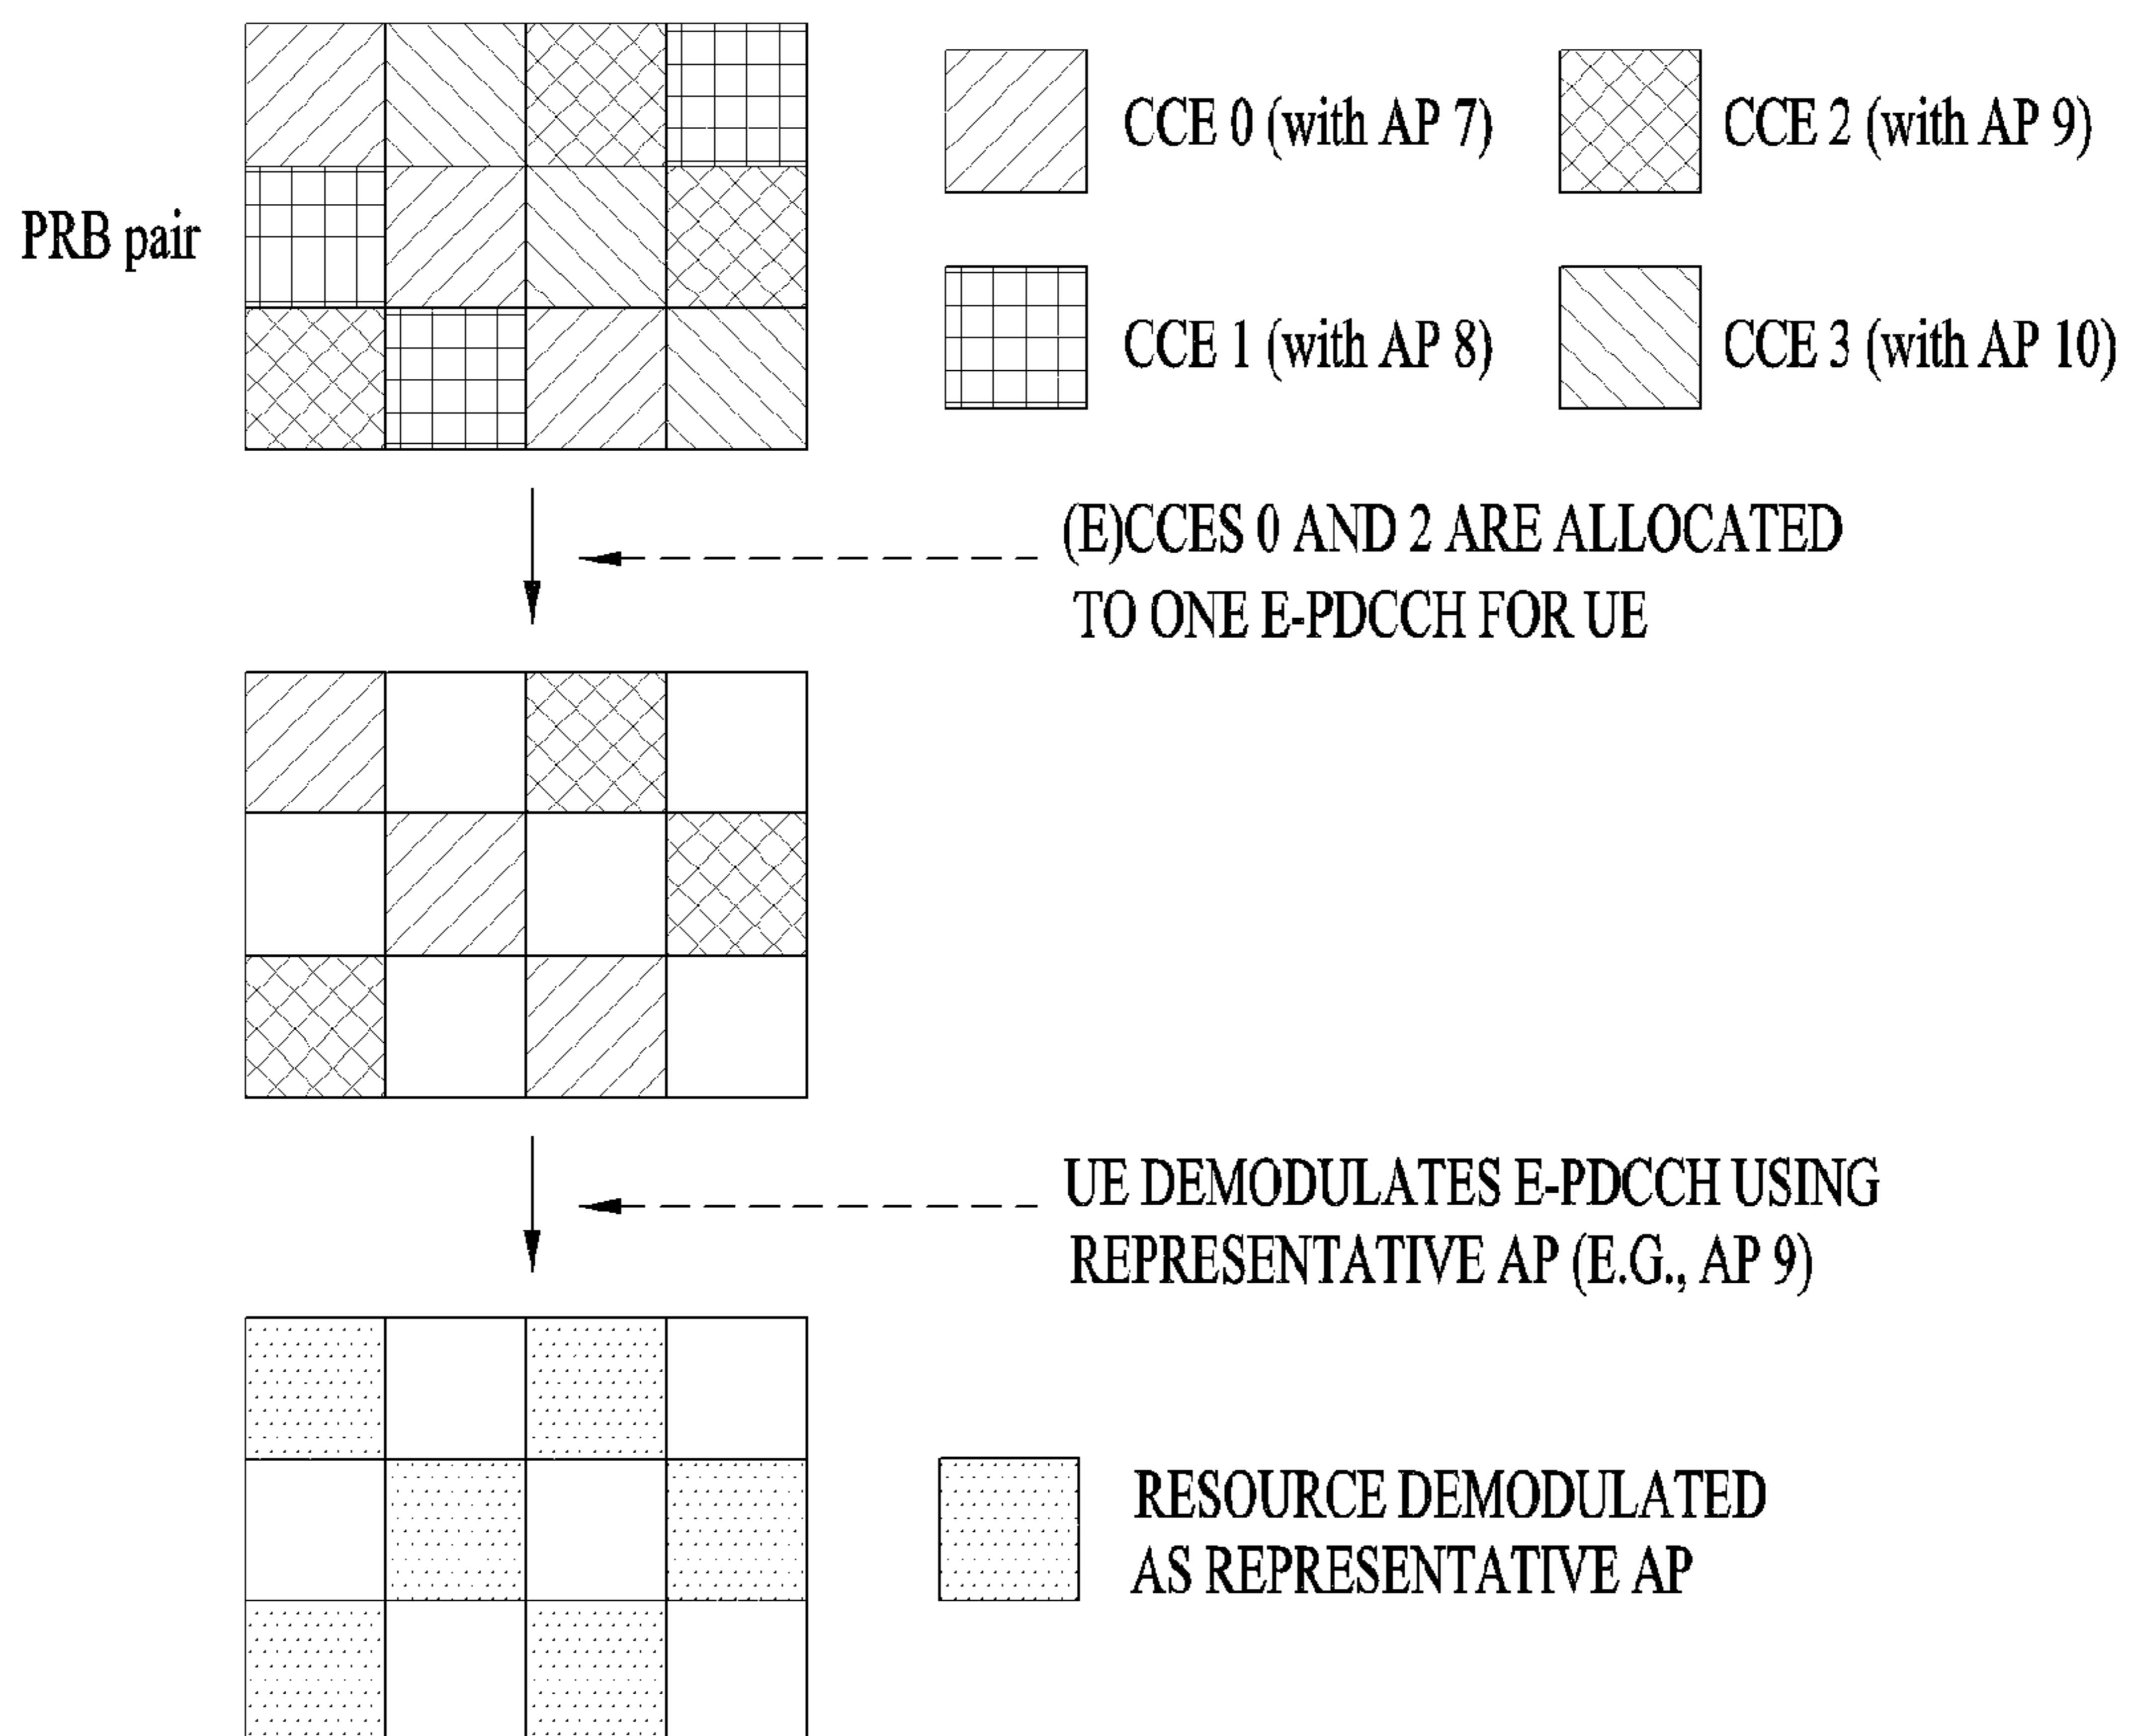 PRB pair
CCE 0 (with AP 7)
CCE 2 (with AP 9)
CCE 1 (with AP 8)
CCE 3 (with AP 10)
(E)CCES 0 AND 2 ARE ALLOCATED
TO ONE E-PDCCH FOR UE
UE DEMODULATES E-PDCCH USING
REPRESENTATIVE AP (E.G., AP 9)
RESOURCE DEMODULATED
AS REPRESENTATIVE AP